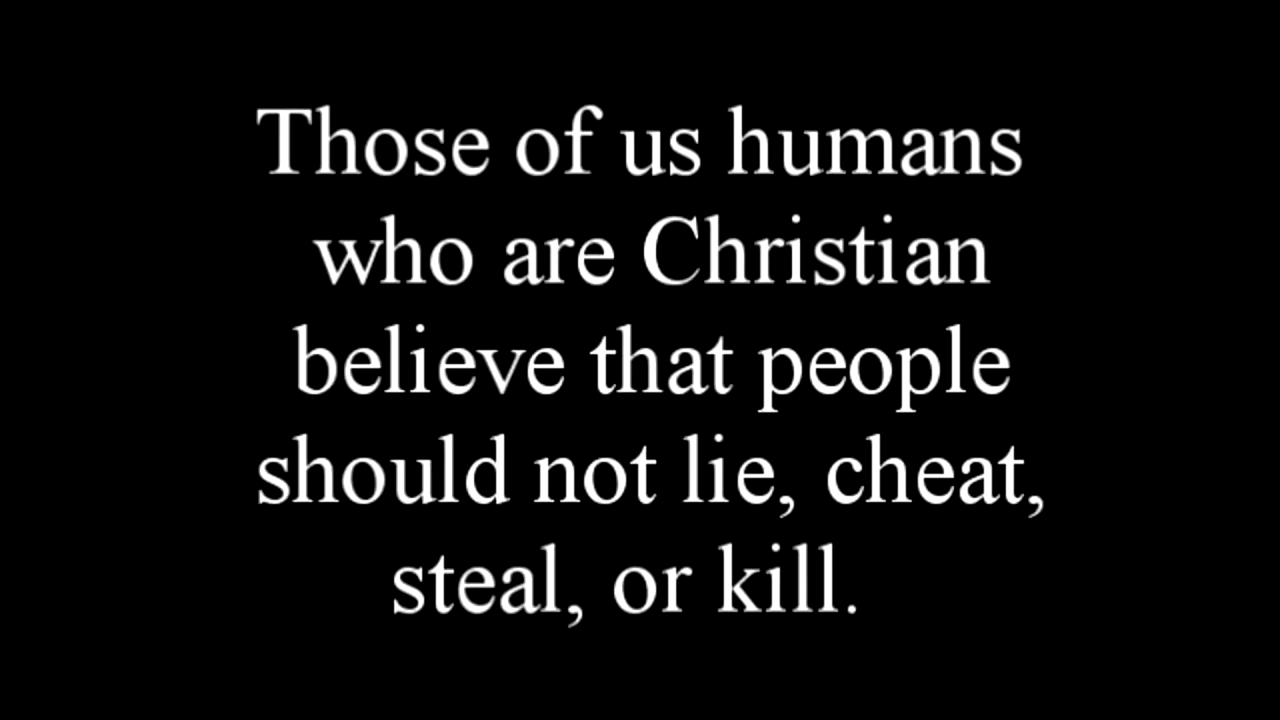 Those of us humans
who are Christian
believe that people
should not lie, cheat,
steal, or kill.